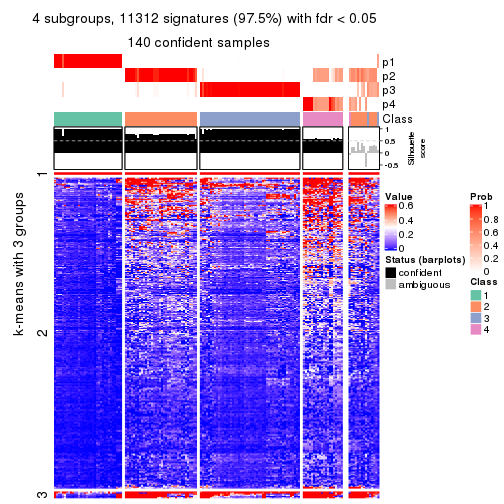 4 subgroups, 11312 signatures (97.5%) with fdr < 0.05
140 confident samples
p1
p2
p3
p4
Class
1
0.5
0
-0.5
Silhouette
score
k-means with 3 groups
1
2
3
Value
0.6
0.4
0.2
0
Status (barplots)
confident
ambiguous
Prob
1
0.8
0.6
0.4
0.2
0
Class
1
2
3
4